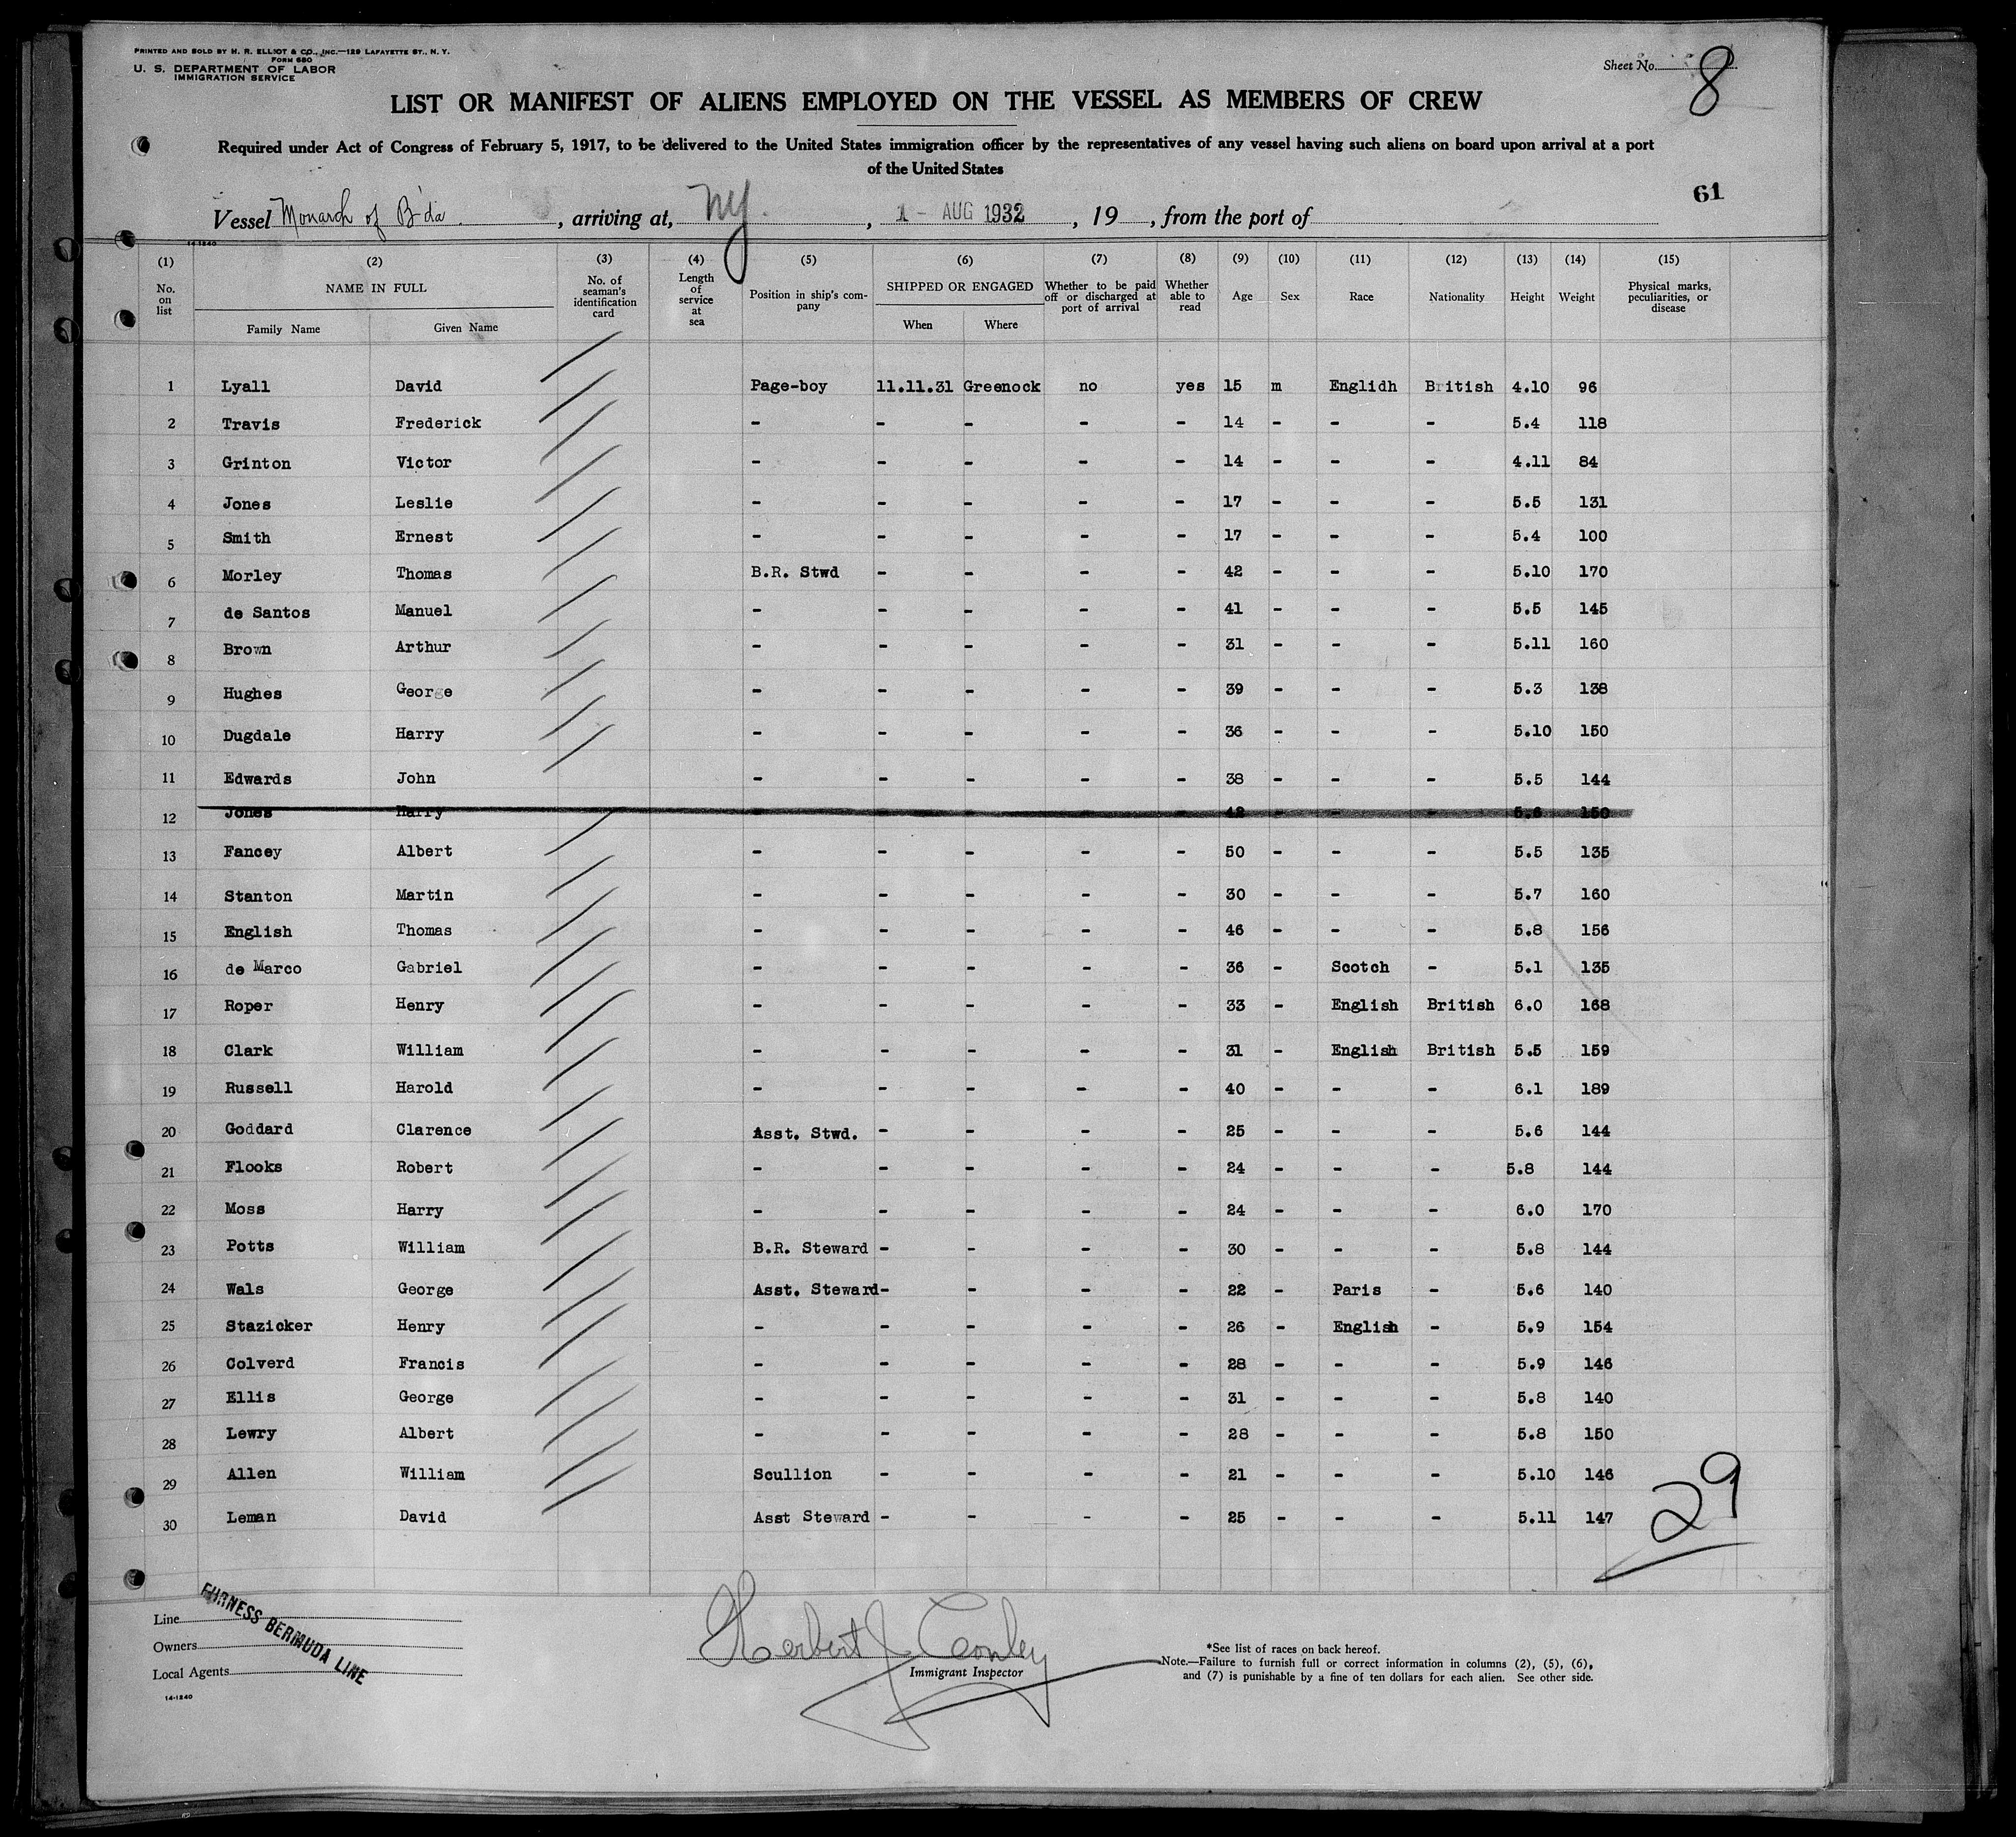 PRINTED AND SOLD BY H. R. ELLIOT & CO., INC.—129 LAFAYETTE ST., N. Y.
FORM 680
U. S. DEPARTMENT OF LABOR
IMMIGRATION SERVICE
Sheet No. 8
LIST OR MANIFEST OF ALIENS EMPLOYED ON THE VESSEL AS MEMBERS OF CREW
Required under Act of Congress of February 5, 1917, to be delivered to the United States immigration officer by the representatives of any vessel having such aliens on board upon arrival at a port
of the United States
61
Vessel Monarch of B'da, arriving at, NY., 1 - AUG 1932, 19, from the port of
14-1240
(1) (2) (3) (4) (5) (6) (7) (8) (9) (10) (11) (12) (13) (14) (15)
No. on list NAME IN FULL Family Name Given Name No. of seaman's identification card Length of service at sea Position in ship's company SHIPPED OR ENGAGED When Where Whether to be paid off or discharged at port of arrival Whether able to read Age Sex Race Nationality Height Weight Physical marks, peculiarities, or disease
1 Lyall David Page-boy 11.11.31 Greenock no yes 15 m Englidh British 4.10 96
2 Travis Frederick - - - - - 14 - - - 5.4 118
3 Grinton Victor - - - - - 14 - - - 4.11 84
4 Jones Leslie - - - - - 17 - - - 5.5 131
5 Smith Ernest - - - - - 17 - - - 5.4 100
6 Morley Thomas B.R. Stwd - - - - 42 - - - 5.10 170
7 de Santos Manuel - - - - - 41 - - - 5.5 145
8 Brown Arthur - - - - - 31 - - - 5.11 160
9 Hughes George - - - - - 39 - - - 5.3 138
10 Dugdale Harry - - - - - 36 - - - 5.10 150
11 Edwards John - - - - - 38 - - - 5.5 144
12 Jones Harry - - - - - 42 - - - 5.6 150
13 Fancey Albert - - - - - 50 - - - 5.5 135
14 Stanton Martin - - - - - 30 - - - 5.7 160
15 English Thomas - - - - - 46 - - - 5.8 156
16 de Marco Gabriel - - - - - 36 - Scotch - 5.1 135
17 Roper Henry - - - - - 33 - English British 6.0 168
18 Clark William - - - - - 31 - English British 5.5 159
19 Russell Harold - - - - - 40 - - - 6.1 189
20 Goddard Clarence Asst. Stwd. - - - - 25 - - - 5.6 144
21 Flooks Robert - - - - - 24 - - - 5.8 144
22 Moss Harry - - - - - 24 - - - 6.0 170
23 Potts William B.R. Steward - - - - 30 - - - 5.8 144
24 Wals George Asst. Steward - - - - 22 - Paris - 5.6 140
25 Stazicker Henry - - - - - 26 - English - 5.9 154
26 Colverd Francis - - - - - 28 - - - 5.9 146
27 Ellis George - - - - - 31 - - - 5.8 140
28 Lewry Albert - - - - - 28 - - - 5.8 150
29 Allen William Scullion - - - - 21 - - - 5.10 146
30 Leman David Asst Steward - - - - 25 - - - 5.11 147
29
Line
Owners
Local Agents
FURNESS BERMUDA LINE
14-1240
Herbert J Conley
Immigrant Inspector
*See list of races on back hereof.
Note.—Failure to furnish full or correct information in columns (2), (5), (6),
and (7) is punishable by a fine of ten dollars for each alien. See other side.